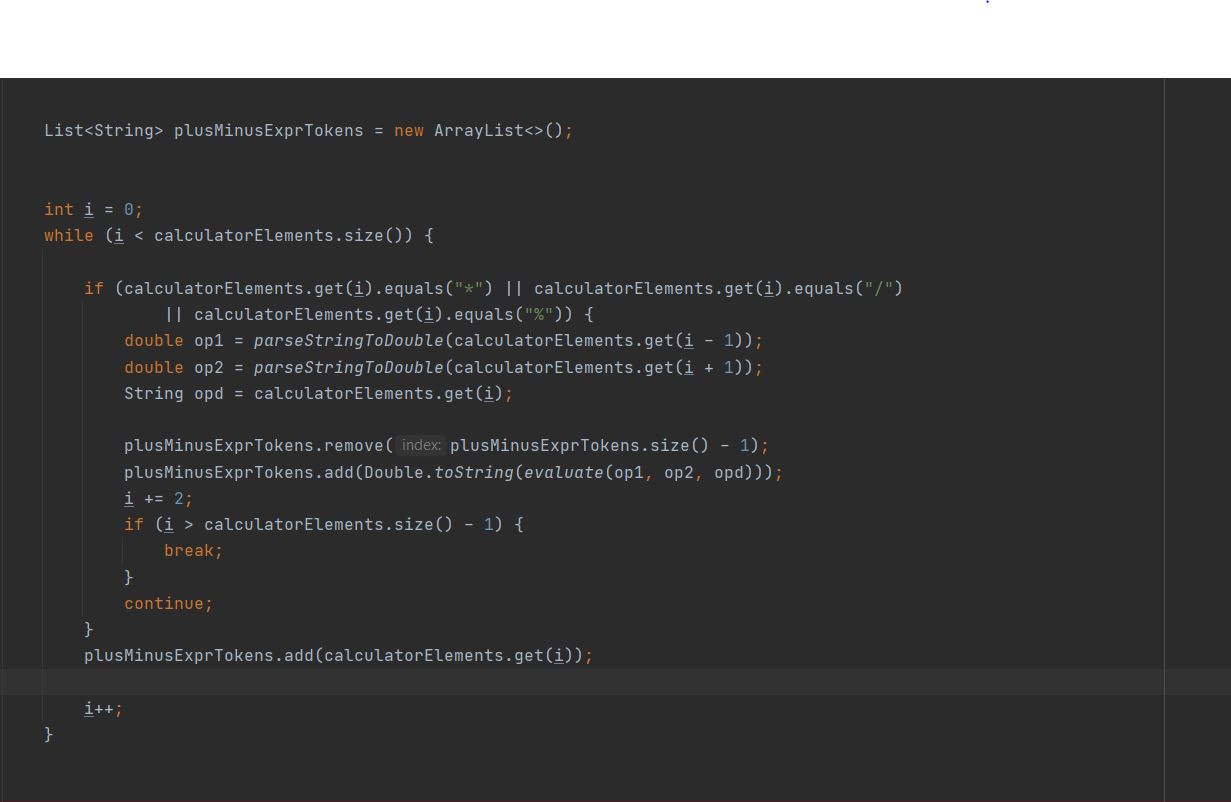 List<String> plusMinusExprTokens = new ArrayList<>();
int i = 0;
while (i < calculatorElements.size()) {
if (calculatorElements.get(i).equals("*") || calculatorElements.get(i).equals("/")
|| calculatorElements.get(i).equals("%")) {
double op1 = parseStringToDouble(calculatorElements.get(i - 1));
double op2 = parseStringToDouble(calculatorElements.get(i + 1));
String opd = calculatorElements.get(i);
plusMinusExprTokens.remove( index: plusMinusExprTokens.size() - 1);
plusMinusExprTokens.add(Double.toString(evaluate(op1, op2, opd)));
i += 2;
if (i > calculatorElements.size() - 1) {
break;
}
continue;
}
plusMinusExprTokens.add(calculatorElements.get(i));
i++;
}